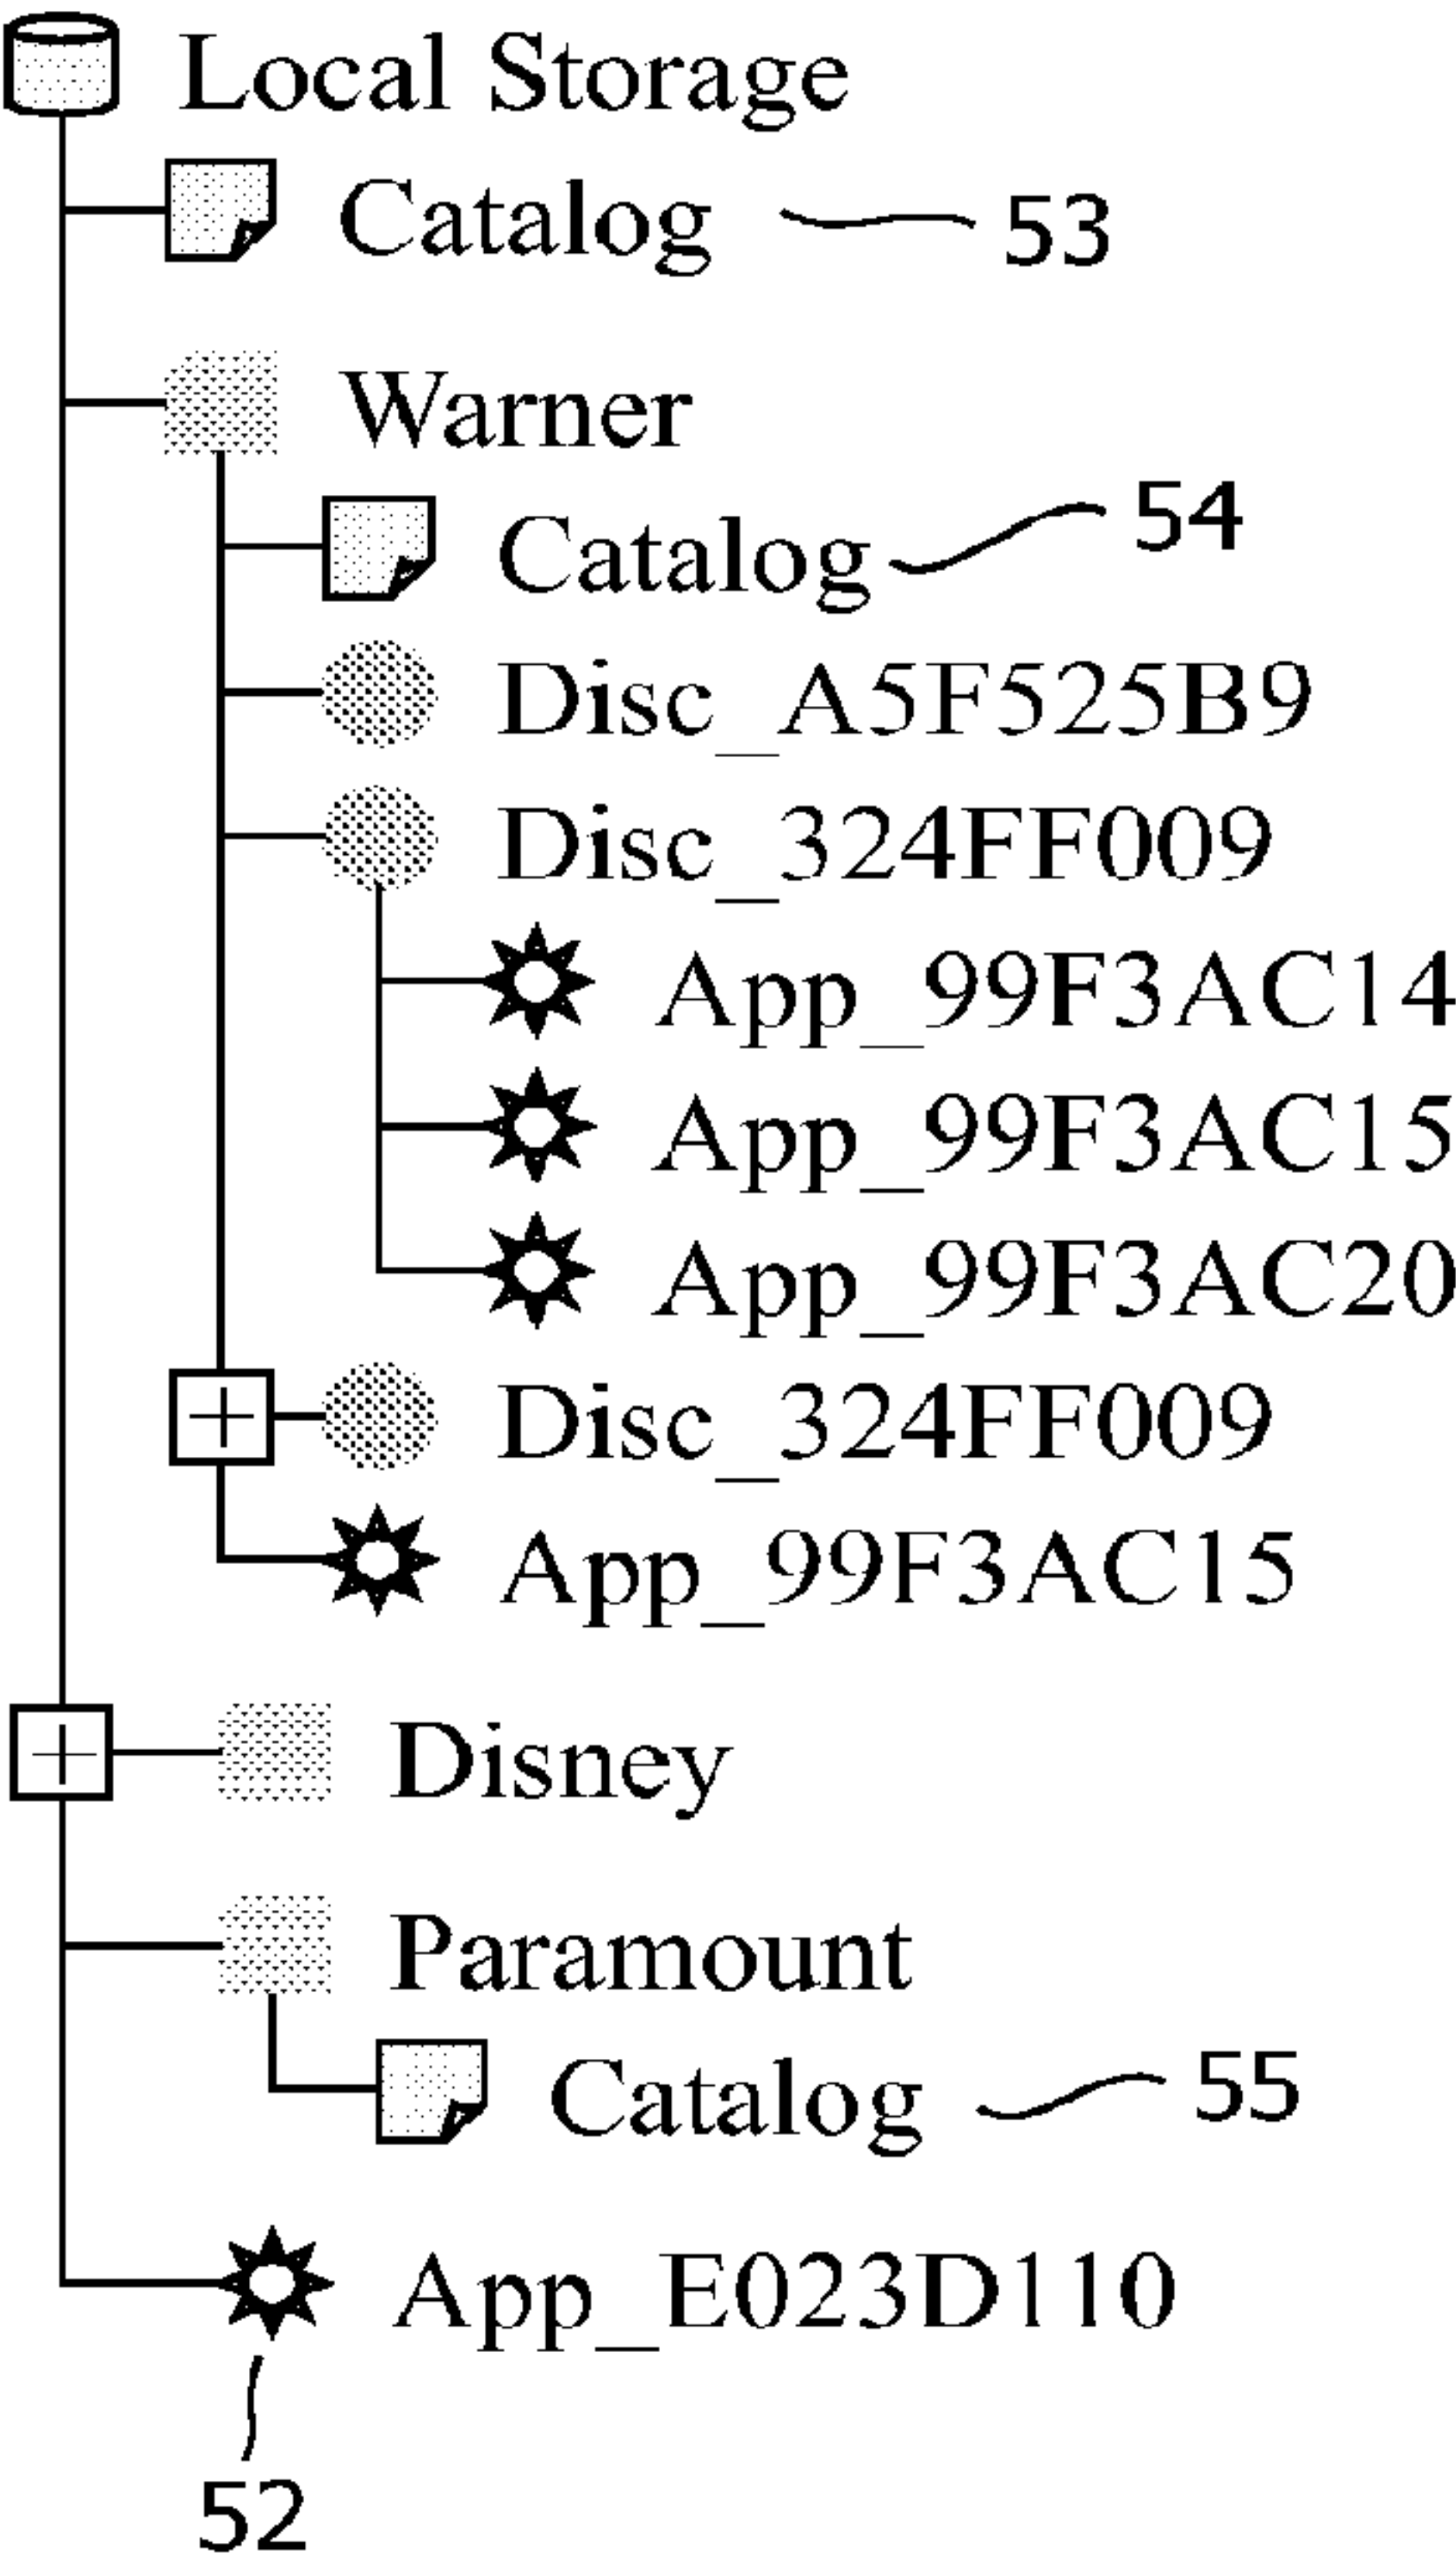 Local Storage
Catalog 53
Warner
Catalog 54
Disc_A5F525B9
Disc_324FF009
App_99F3AC14
App_99F3AC15
App_99F3AC20
Disc_324FF009
App_99F3AC15
Disney
Paramount
Catalog 55
App_E023D110
52